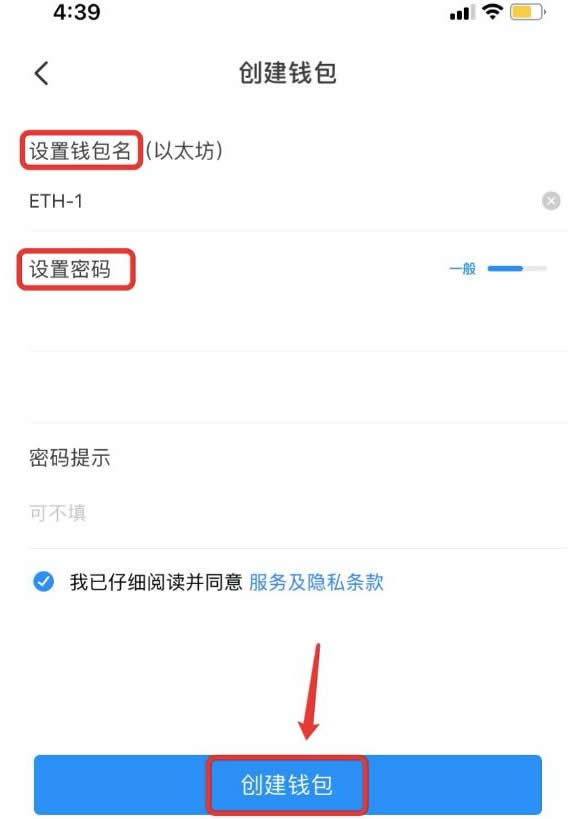 4:39
创建钱包
设置钱包名(以太坊)
ETH-1
设置密码 一般
密码提示
可不填
我已仔细阅读并同意 服务及隐私条款
创建钱包